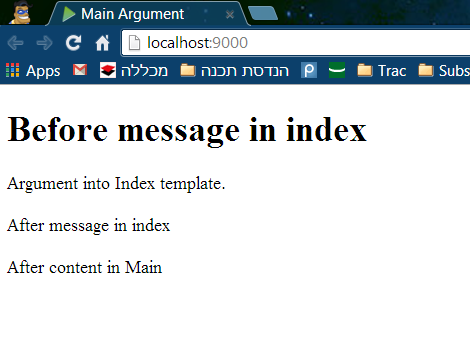 Main Argument
localhost:9000
Apps מכללה הנדסת תכנה Trac Subs
Before message in index
Argument into Index template.
After message in index
After content in Main